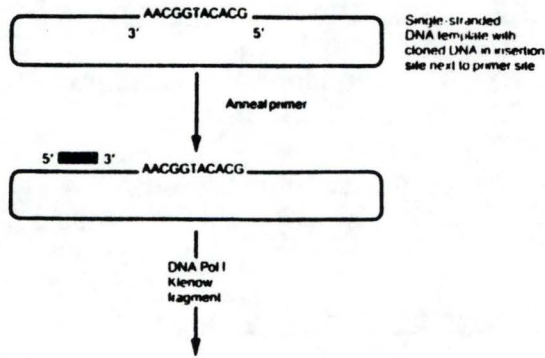 AACGGTACACG
3′ 5′
Single-stranded
DNA template with
cloned DNA in insertion
site next to primer site
Anneal primer
5′ 3′
AACGGTACACG
DNA Pol I
Klenow
fragment